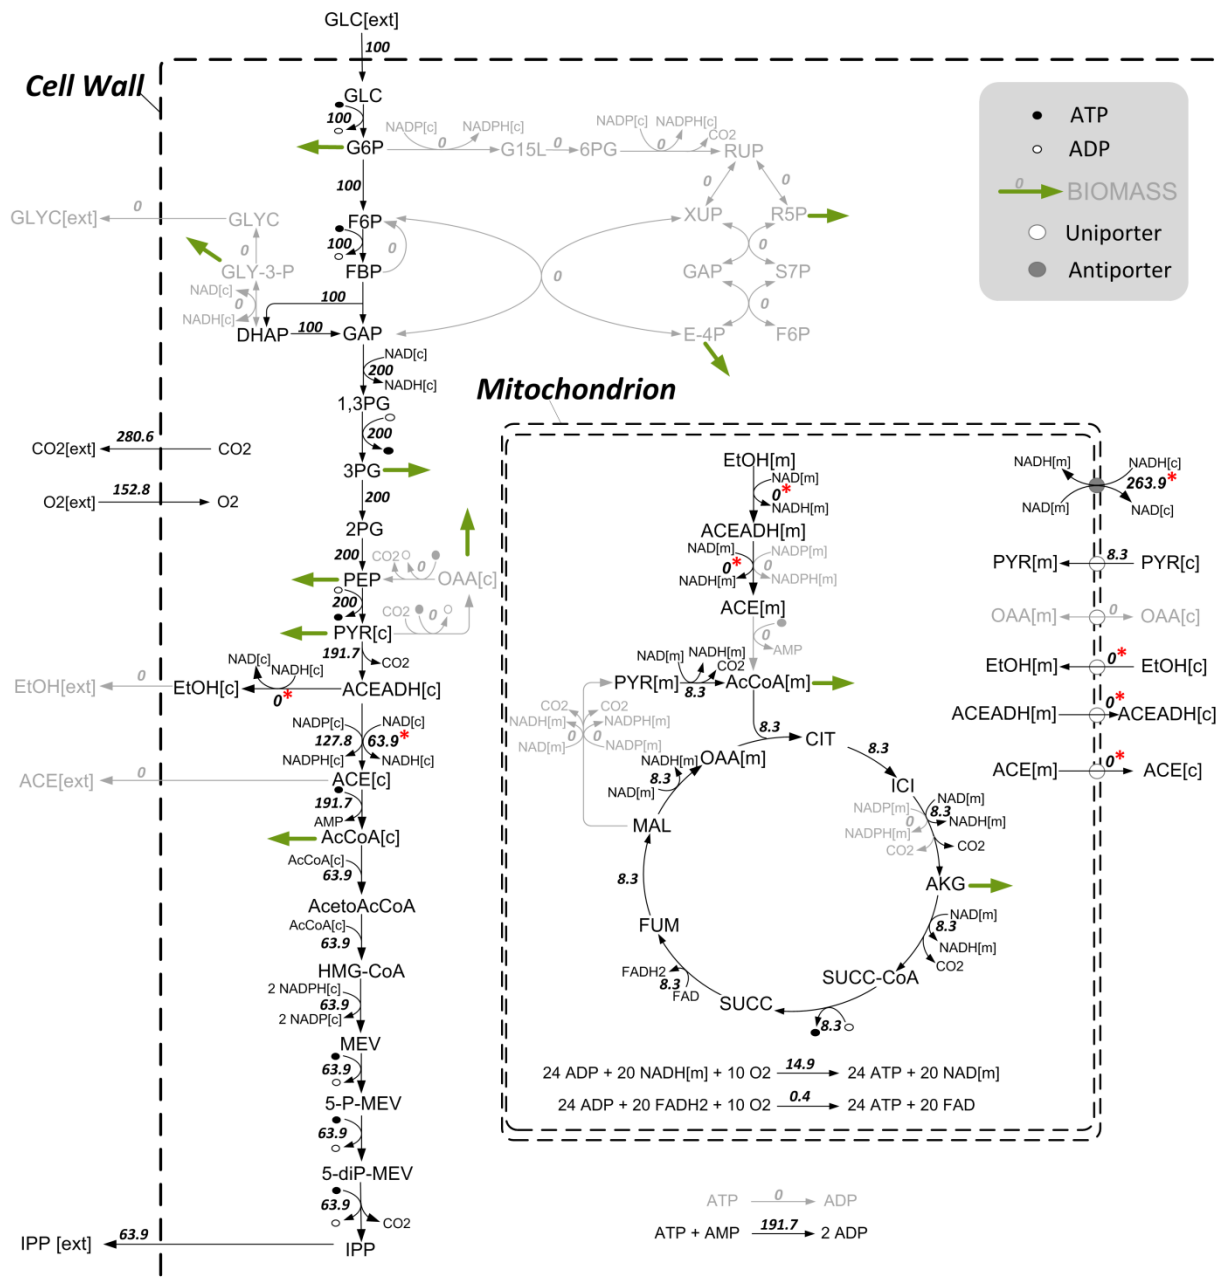 GLC[ext]
100
Cell Wall
GLC
100
G6P
NADP[c]
NADPH[c]
0
G15L
0
6PG
NADP[c]
NADPH[c]
CO2
0
RUP
ATP
ADP
0
BIOMASS
Uniporter
Antiporter
100
0
0
XUP
R5P
GLYC[ext]
0
GLYC
F6P
100
0
0
0
GLY-3-P
FBP
0
GAP
S7P
NAD[c]
0
NADH[c]
100
0
DHAP
100
GAP
E-4P
F6P
NAD[c]
200
NADH[c]
Mitochondrion
1,3PG
200
CO2[ext]
280.6
CO2
3PG
O2[ext]
152.8
O2
200
2PG
200
CO2
0
PEP
OAA[c]
200
CO2
0
PYR[c]
191.7
CO2
EtOH[ext]
0
EtOH[c]
NAD[c]
NADH[c]
0*
ACEADH[c]
NADP[c]
127.8
NADPH[c]
NAD[c]
63.9*
NADH[c]
ACE[ext]
0
ACE[c]
191.7
AMP
AcCoA[c]
AcCoA[c]
63.9
AcetoAcCoA
AcCoA[c]
63.9
HMG-CoA
2 NADPH[c]
63.9
2 NADP[c]
MEV
63.9
5-P-MEV
63.9
5-diP-MEV
63.9
CO2
IPP [ext]
63.9
IPP
EtOH[m]
NAD[m]
0*
NADH[m]
ACEADH[m]
NAD[m]
0*
NADH[m]
NADP[m]
0
NADPH[m]
ACE[m]
0
AMP
NAD[m]
NADH[m]
CO2
PYR[m]
8.3
AcCoA[m]
CO2
CO2
NADH[m]
NADPH[m]
0
0
NAD[m]
NADP[m]
8.3
OAA[m]
CIT
NADH[m]
8.3
NAD[m]
8.3
ICI
NADP[m]
0
NADPH[m]
CO2
NAD[m]
8.3
NADH[m]
CO2
MAL
8.3
AKG
NAD[m]
8.3
NADH[m]
CO2
FUM
FADH2
8.3
FAD
SUCC-CoA
SUCC
8.3
24 ADP + 20 NADH[m] + 10 O2
14.9
24 ATP + 20 NAD[m]
24 ADP + 20 FADH2 + 10 O2
0.4
24 ATP + 20 FAD
NADH[m]
NADH[c]
263.9*
NAD[m]
NAD[c]
PYR[m]
8.3
PYR[c]
OAA[m]
0
OAA[c]
EtOH[m]
0*
EtOH[c]
ACEADH[m]
0*
ACEADH[c]
ACE[m]
0*
ACE[c]
ATP
0
ADP
ATP + AMP
191.7
2 ADP